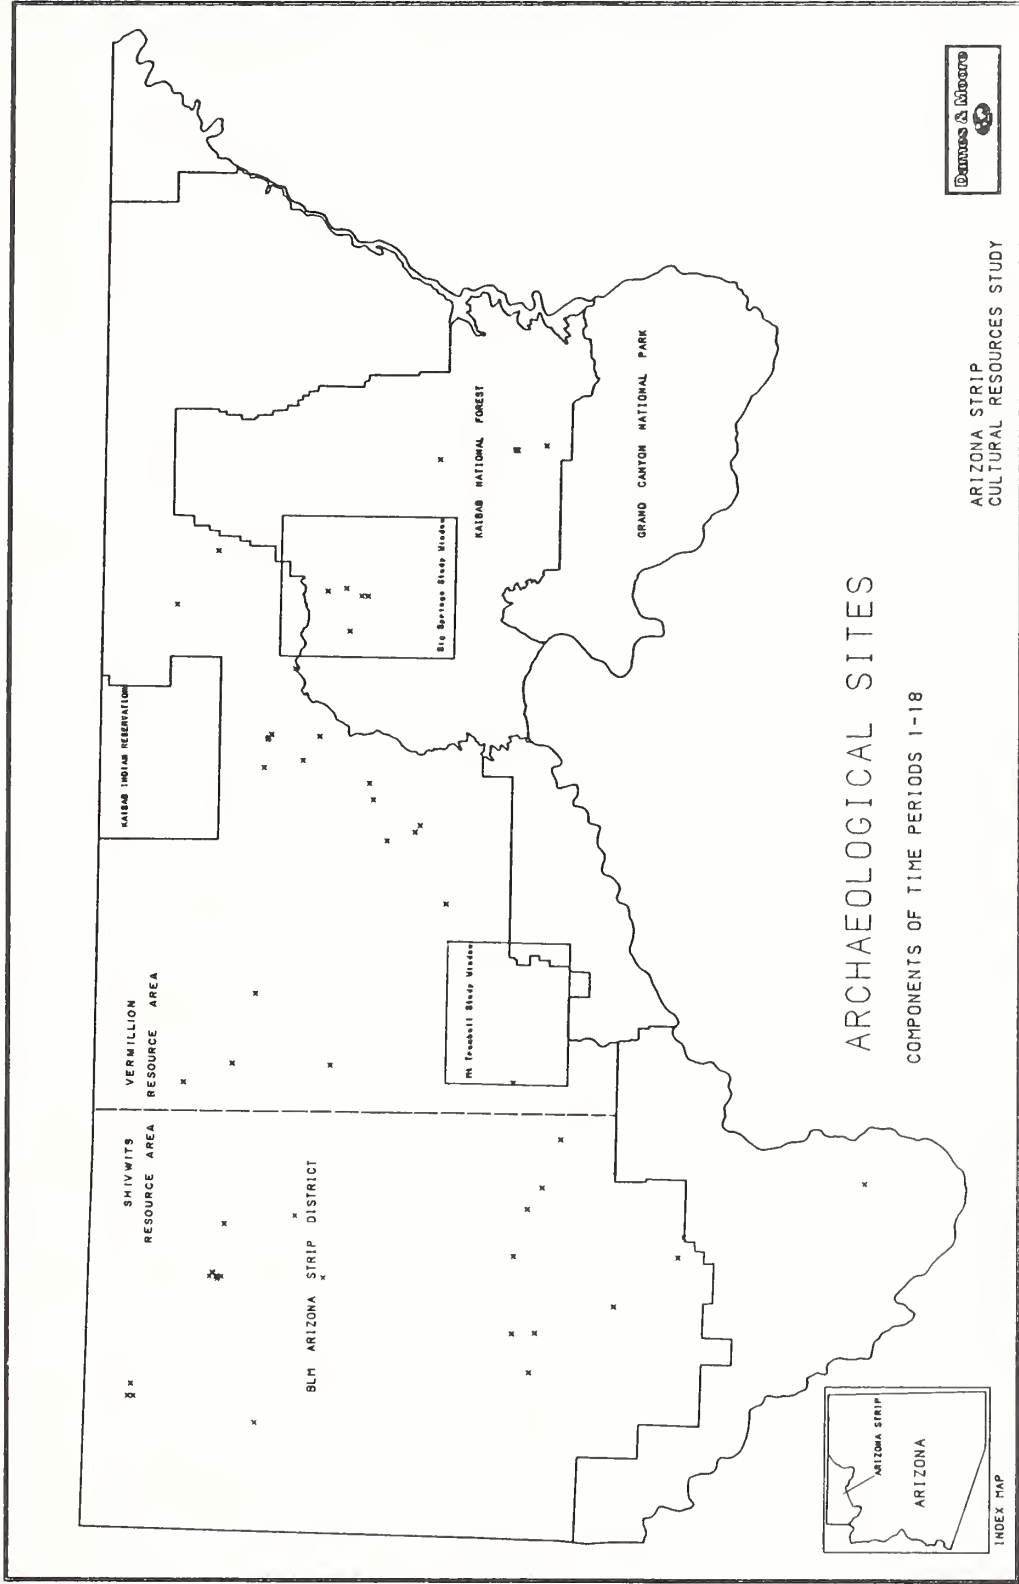 SHIVWITS
RESOURCE AREA
VERMILLION
RESOURCE AREA
KAIBAB INDIAN RESERVATION
BLM ARIZONA STRIP DISTRICT
Mt Trumbull Study Window
Big Springs Study Window
KAIBAB NATIONAL FOREST
GRAND CANYON NATIONAL PARK
ARCHAEOLOGICAL SITES
COMPONENTS OF TIME PERIODS 1-18
ARIZONA STRIP
ARIZONA
INDEX MAP
ARIZONA STRIP
CULTURAL RESOURCES STUDY
Dames & Moore